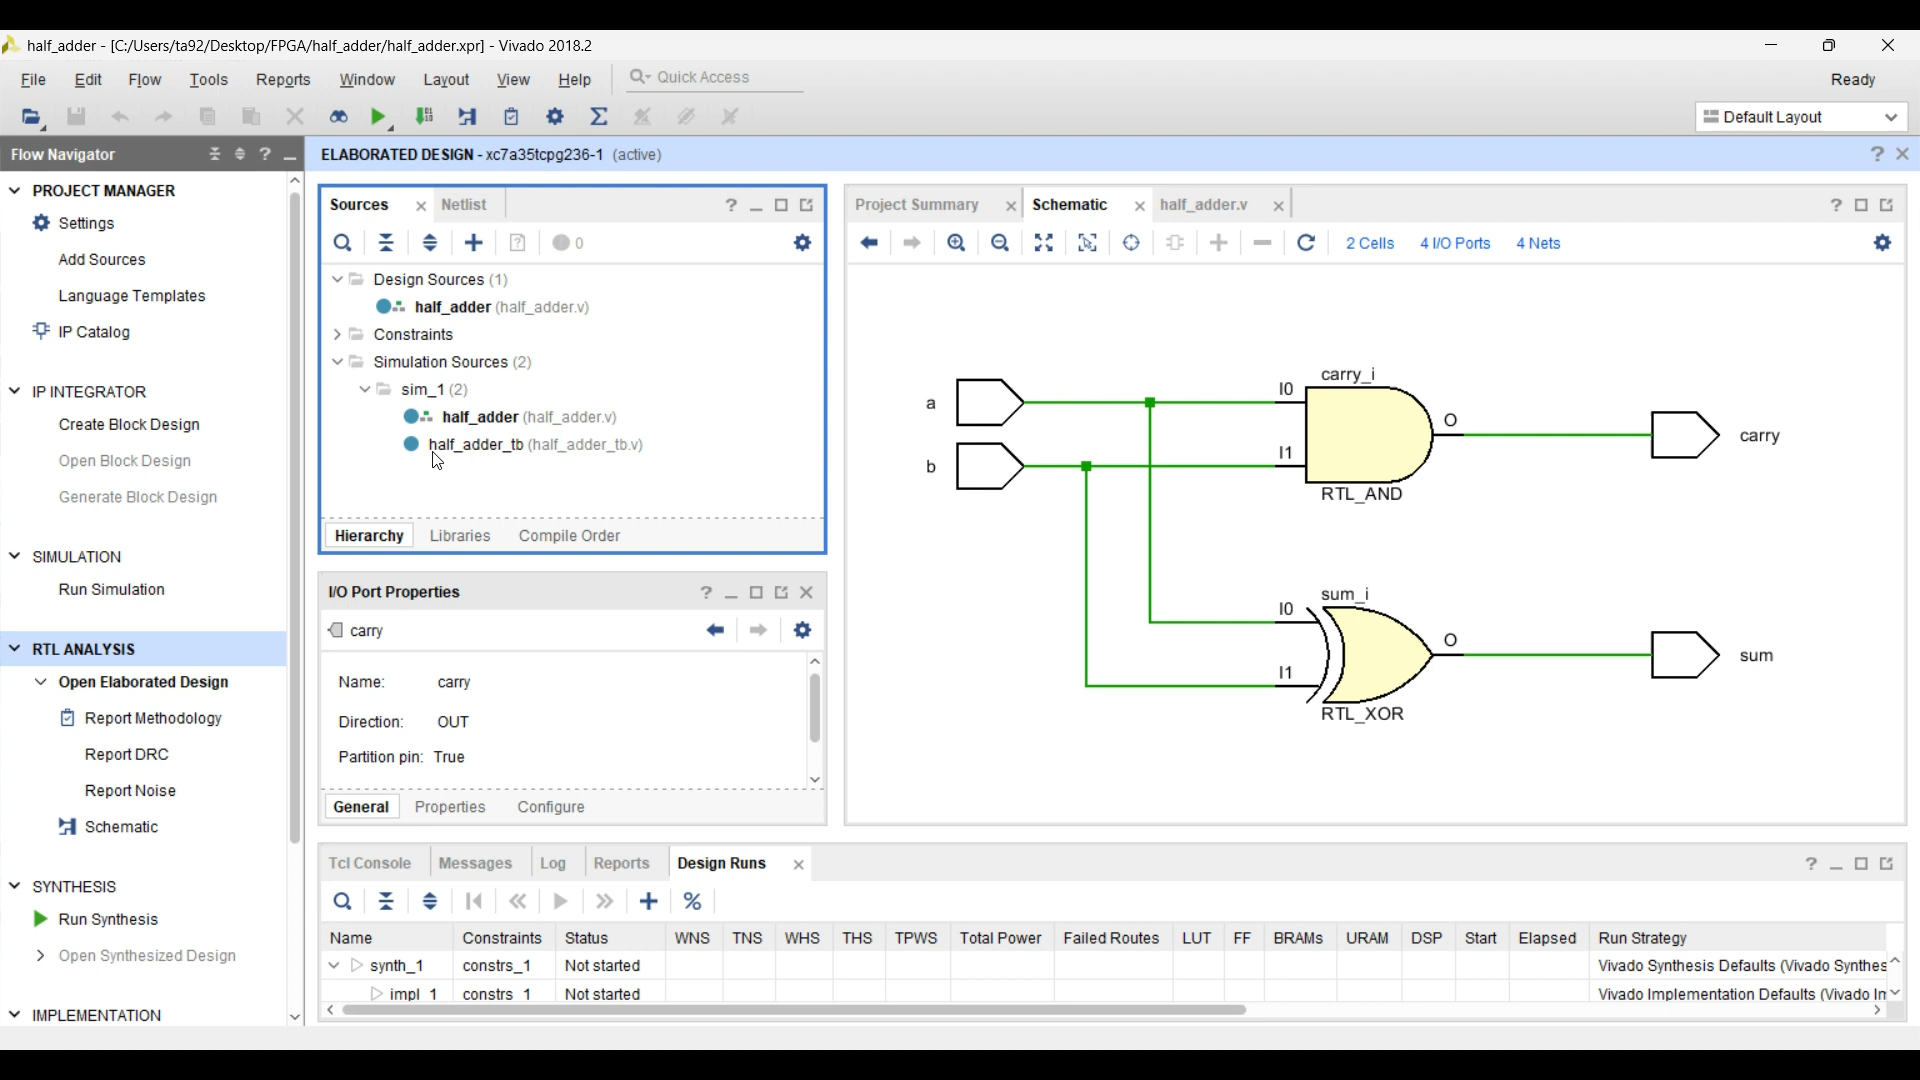 half_adder - [C:/Users/ta92/Desktop/FPGA/half_adder/half_adder.xpr] - Vivado 2018.2
File Edit Flow Tools Reports Window Layout View Help Quick Access Ready
Default Layout
Flow Navigator
ELABORATED DESIGN - xc7a35tcpg236-1 (active)
PROJECT MANAGER
Settings
Add Sources
Language Templates
IP Catalog
IP INTEGRATOR
Create Block Design
Open Block Design
Generate Block Design
SIMULATION
Run Simulation
RTL ANALYSIS
Open Elaborated Design
Report Methodology
Report DRC
Report Noise
Schematic
SYNTHESIS
Run Synthesis
Open Synthesized Design
IMPLEMENTATION
Sources Netlist
0
Design Sources (1)
half_adder (half_adder.v)
Constraints
Simulation Sources (2)
sim_1 (2)
half_adder (half_adder.v)
half_adder_tb (half_adder_tb.v)
Hierarchy Libraries Compile Order
I/O Port Properties
carry
Name: carry
Direction: OUT
Partition pin: True
General Properties Configure
Project Summary Schematic half_adder.v
2 Cells 4 I/O Ports 4 Nets
carry_i
a I0 O
carry
b I1
RTL_AND
sum_i
I0 O
sum
I1
RTL_XOR
Tcl Console Messages Log Reports Design Runs
Name Constraints Status WNS TNS WHS THS TPWS Total Power Failed Routes LUT FF BRAMs URAM DSP Start Elapsed Run Strategy
synth_1 constrs_1 Not started Vivado Synthesis Defaults (Vivado Synthes
impl_1 constrs_1 Not started Vivado Implementation Defaults (Vivado Im